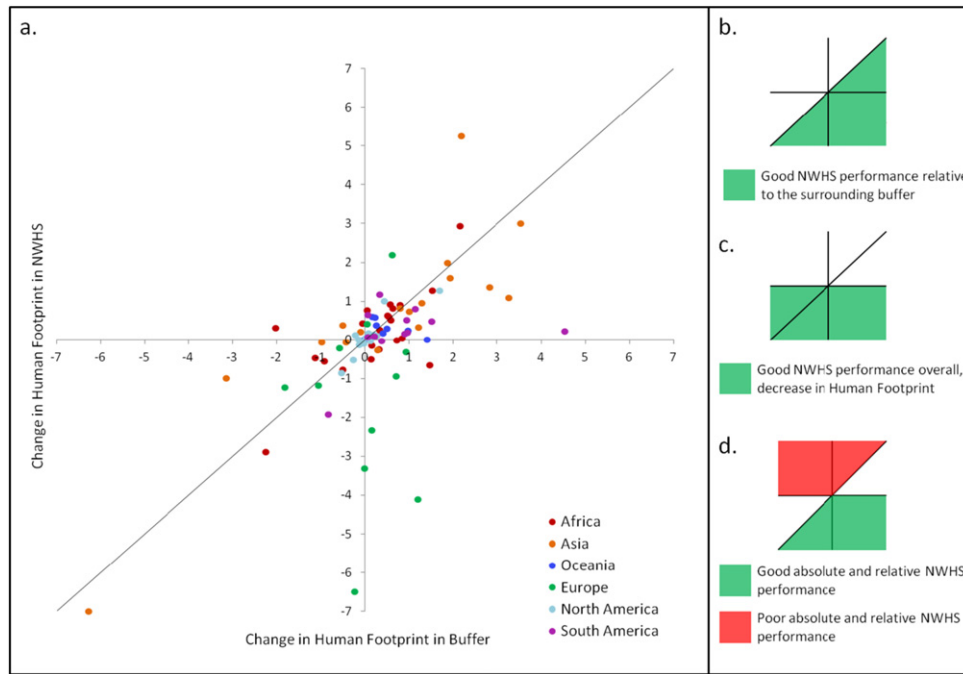 a.
7
6
5
4
3
2
1
0
-7 -6 -5 -4 -3 -2 -1 0 1 2 3 4 5 6 7
-1
-2
-3
-4
-5
-6
-7
Change in Human Footprint in NWHS
Change in Human Footprint in Buffer
Africa
Asia
Oceania
Europe
North America
South America
b.
Good NWHS performance relative
to the surrounding buffer
c.
Good NWHS performance overall,
decrease in Human Footprint
d.
Good absolute and relative NWHS
performance
Poor absolute and relative NWHS
performance